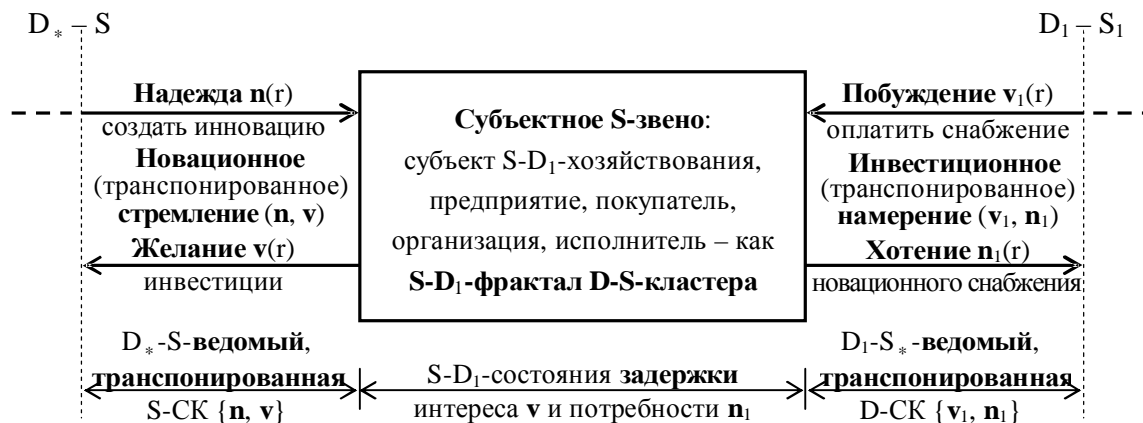 D* – S
D₁ – S₁
Надежда n(r)
создать инновацию
Новационное
(транспонированное)
стремление (n, v)
Желание v(r)
инвестиции
Субъектное S-звено:
субъект S-D₁-хозяйствования,
предприятие, покупатель,
организация, исполнитель – как
S-D₁-фрактал D-S-кластера
Побуждение v₁(r)
оплатить снабжение
Инвестиционное
(транспонированное)
намерение (v₁, n₁)
Хотение n₁(r)
новационного снабжения
D*-S-ведомый,
транспонированная
S-СК {n, v}
S-D₁-состояния задержки
интереса v и потребности n₁
D₁-S*-ведомый,
транспонированная
D-СК {v₁, n₁}